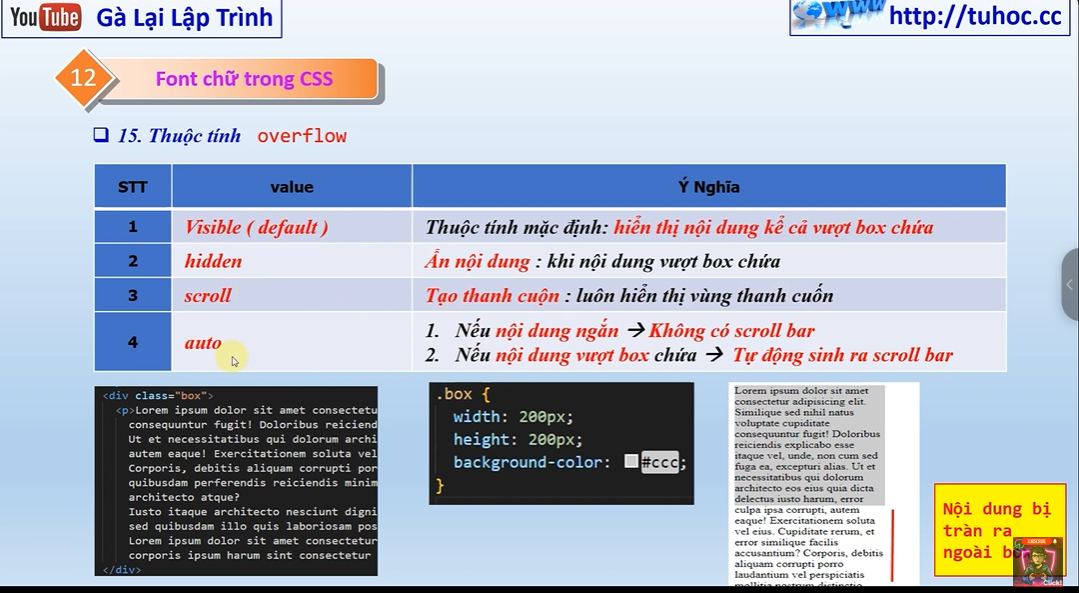 YouTube Gà Lại Lập Trình
WWW http://tuhoc.cc
12 Font chữ trong CSS
15. Thuộc tính overflow
STT value Ý Nghĩa
1 Visible ( default ) Thuộc tính mặc định: hiển thị nội dung kể cả vượt box chứa
2 hidden Ẩn nội dung : khi nội dung vượt box chứa
3 scroll Tạo thanh cuộn : luôn hiển thị vùng thanh cuốn
4 auto
1. Nếu nội dung ngắn → Không có scroll bar
2. Nếu nội dung vượt box chứa → Tự động sinh ra scroll bar
<div class="box">
<p>Lorem ipsum dolor sit amet consectetu
consequuntur fugit! Doloribus reiciend
Ut et necessitatibus qui dolorum archi
autem eaque! Exercitationem soluta vel
Corporis, debitis aliquam corrupti por
quibusdam perferendis reiciendis minim
architecto atque?
Iusto itaque architecto nesciunt digni
sed quibusdam illo quis laboriosam pos
Lorem ipsum dolor sit amet consectetur
corporis ipsum harum sint consectetur
</div>
.box {
width: 200px;
height: 200px;
background-color: #ccc;
}
Lorem ipsum dolor sit amet
consectetur adipisicing elit.
Similique sed nihil natus
voluptate cupiditate
consequuntur fugit! Doloribus
reiciendis explicabo esse
itaque vel, unde, non cum sed
fuga ea, excepturi alias. Ut et
necessitatibus qui dolorum
architecto eos eius quia dicta
delectus iusto harum, error
culpa ipsa corrupti, autem
eaque! Exercitationem soluta
vel eius. Cupiditate rerum, et
error similique facilis
accusantium? Corporis, debitis
aliquam corrupti porro
laudantium vel perspiciatis
mollitia nostrum distinctio
Nội dung bị
tràn ra
ngoài
SUBSCRIBE